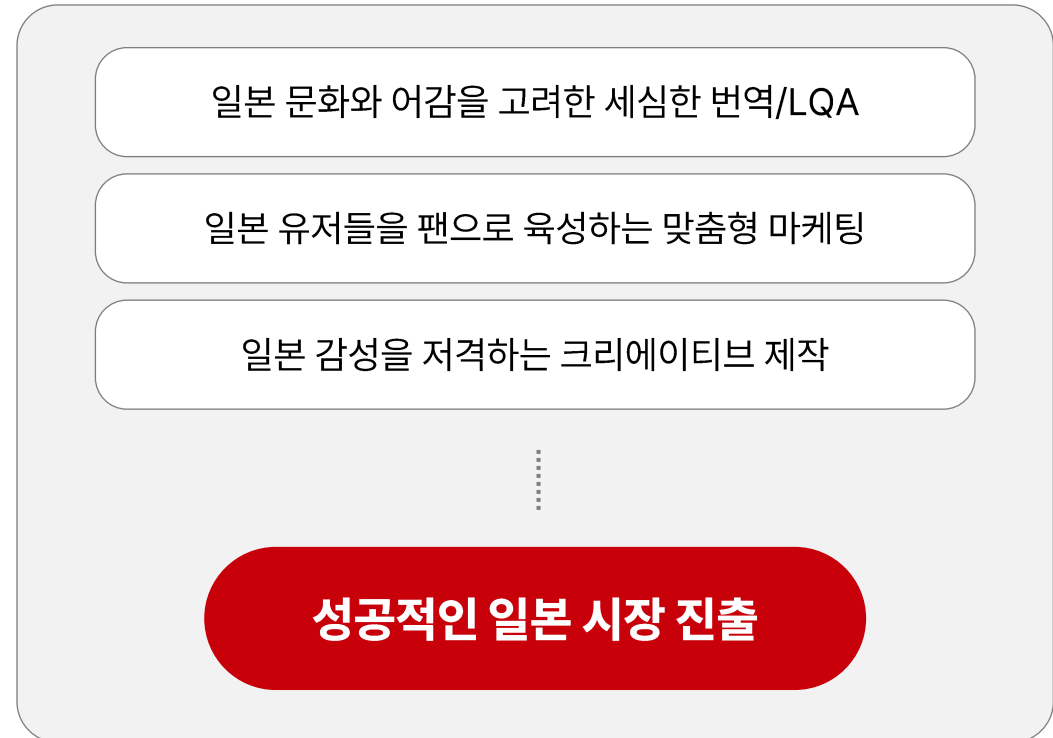 일본 문화와 어감을 고려한 세심한 번역/LQA
일본 유저들을 팬으로 육성하는 맞춤형 마케팅
일본 감성을 저격하는 크리에이티브 제작
성공적인 일본 시장 진출